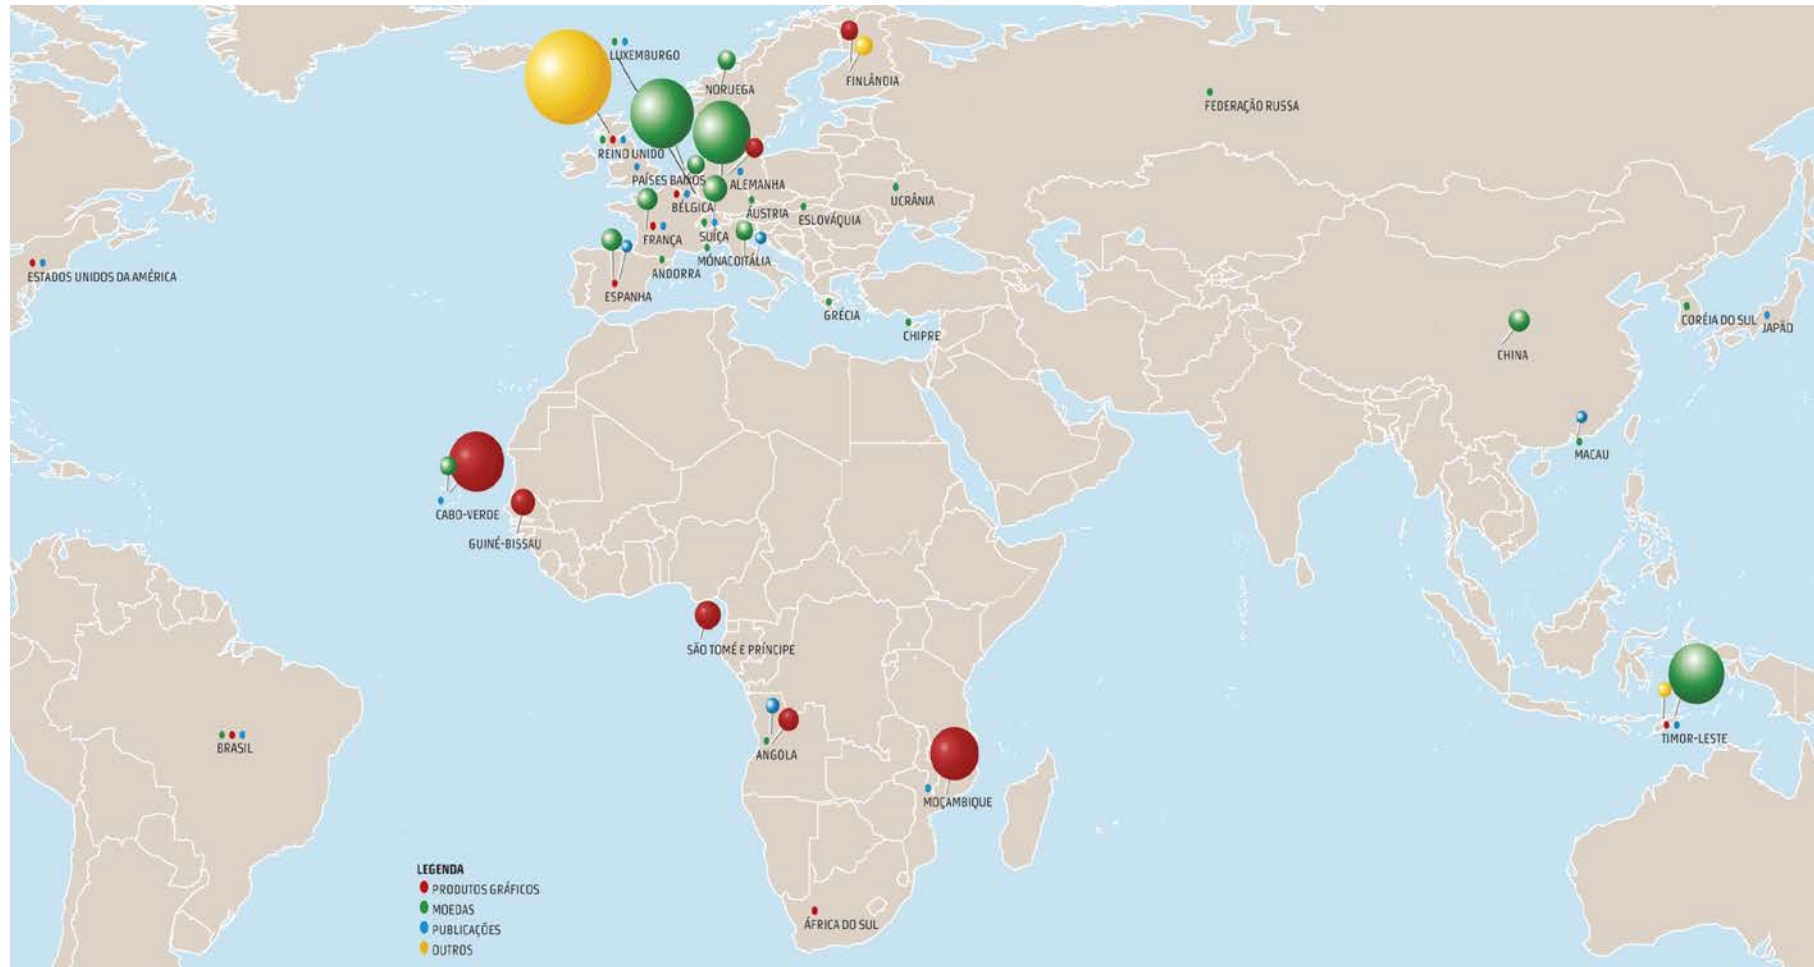 LUXEMBURGO
NORUEGA
FINLÂNDIA
FEDERAÇÃO RUSSA
REINO UNIDO
PAÍSES BAIXOS
ALEMANHA
BÉLGICA
ÁUSTRIA
ESLOVÁQUIA
UCRÂNIA
FRANÇA
SUÍÇA
MÓNACO
ITÁLIA
ANDORRA
ESTADOS UNIDOS DA AMÉRICA
ESPANHA
GRÉCIA
CHIPRE
CORÉIA DO SUL
JAPÃO
CHINA
MACAU
CABO-VERDE
GUINÉ-BISSAU
SÃO TOMÉ E PRÍNCIPE
BRASIL
ANGOLA
TIMOR-LESTE
MOÇAMBIQUE
ÁFRICA DO SUL
LEGENDA
PRODUTOS GRÁFICOS
MOEDAS
PUBLICAÇÕES
OUTROS